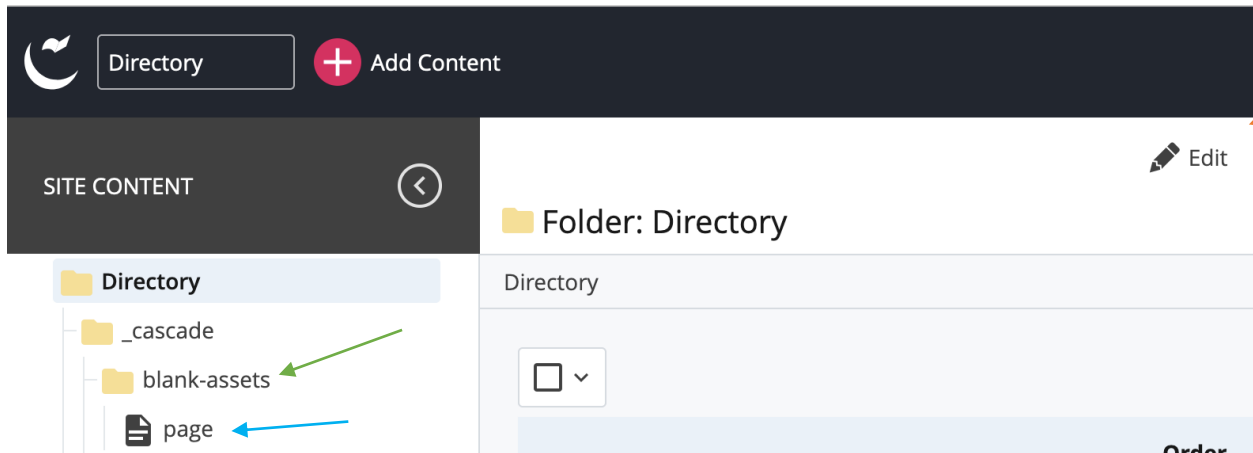 Directory
Add Content
SITE CONTENT
Edit
Folder: Directory
Directory
Directory
_cascade
blank-assets
page
Order